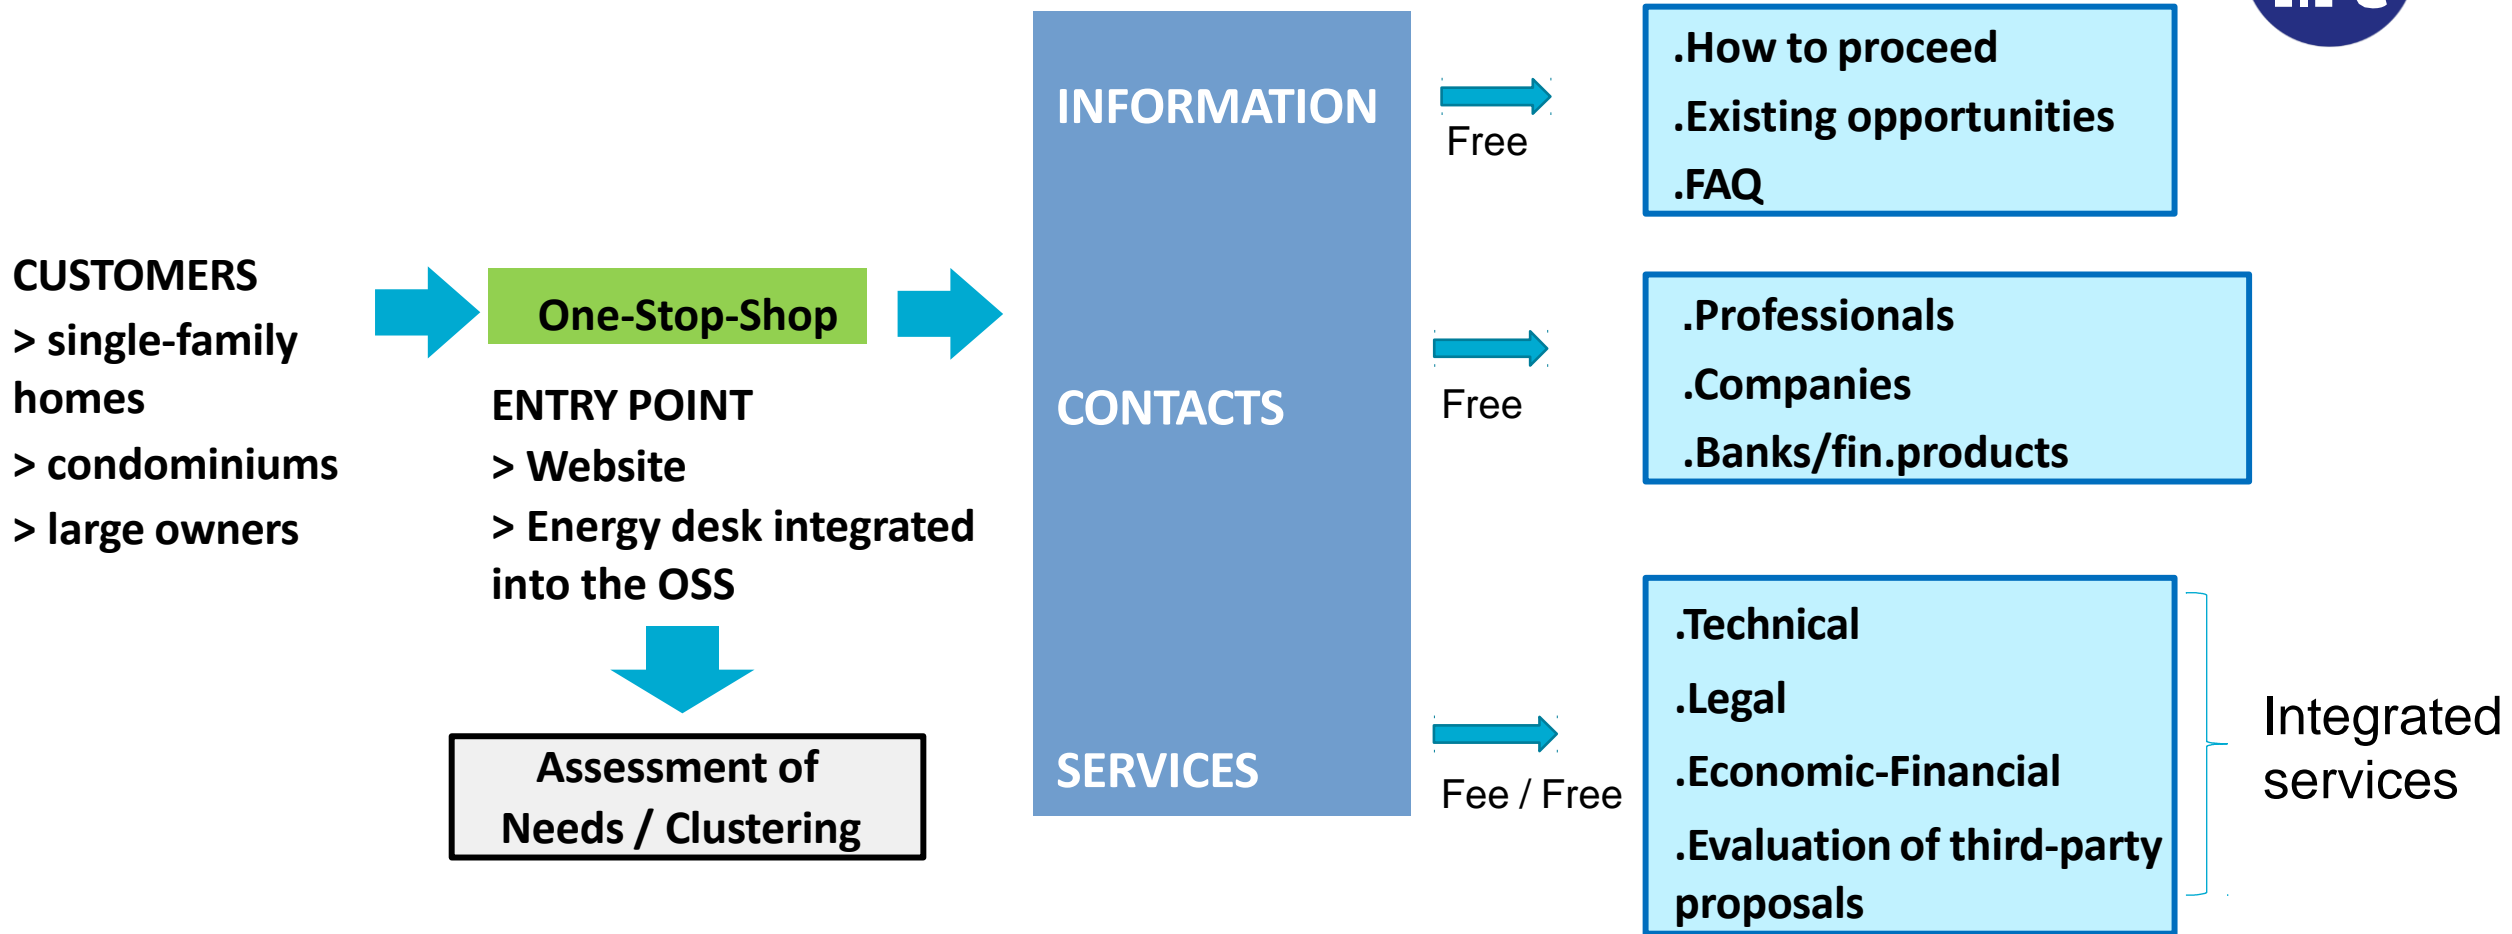 CUSTOMERS
> single-family
homes
> condominiums
> large owners
One-Stop-Shop
ENTRY POINT
> Website
> Energy desk integrated
into the OSS
Assessment of
Needs / Clustering
INFORMATION
CONTACTS
SERVICES
Free
Free
Fee / Free
.How to proceed
.Existing opportunities
.FAQ
.Professionals
.Companies
.Banks/fin.products
.Technical
.Legal
.Economic-Financial
.Evaluation of third-party
proposals
Integrated
services